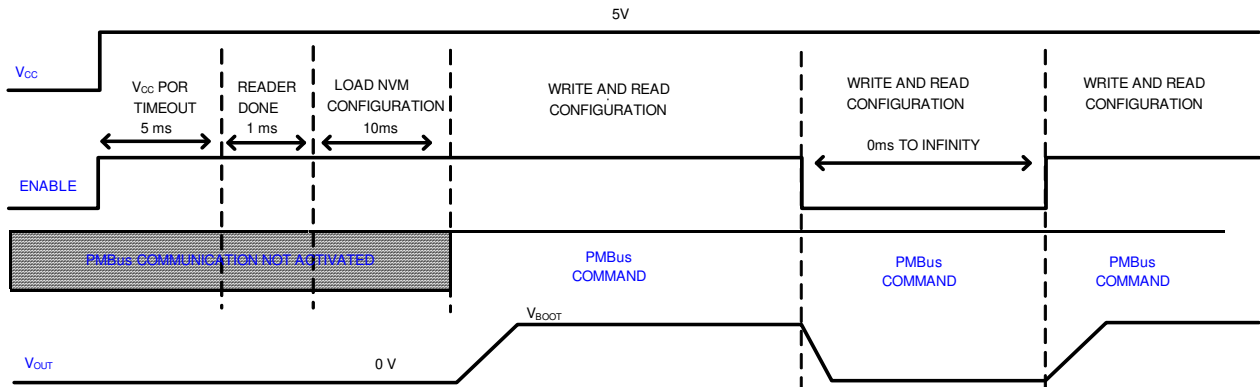 5V
VCC
VCC POR
TIMEOUT
5 ms
READER
DONE
1 ms
LOAD NVM
CONFIGURATION
10ms
WRITE AND READ
CONFIGURATION
WRITE AND READ
CONFIGURATION
WRITE AND READ
CONFIGURATION
0ms TO INFINITY
ENABLE
PMBus COMMUNICATION NOT ACTIVATED
PMBus
COMMAND
PMBus
COMMAND
PMBus
COMMAND
VBOOT
VOUT
0 V